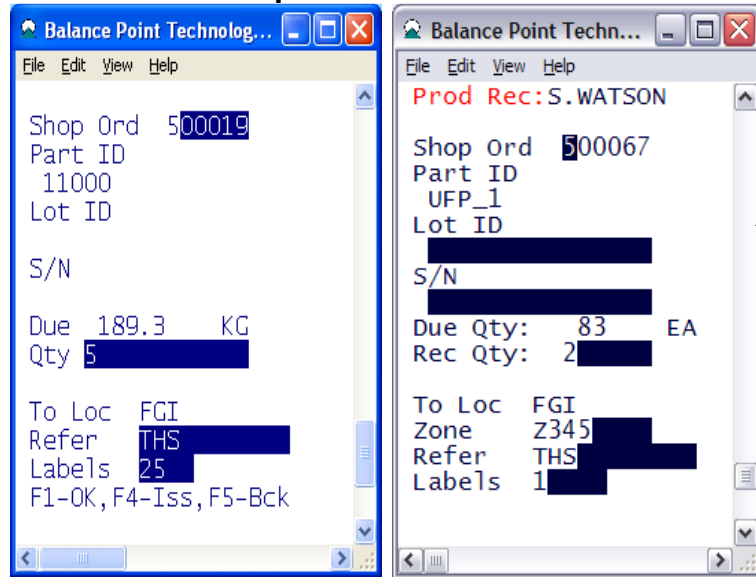 Balance Point Technolog...
File Edit View Help
Shop Ord 500019
Part ID
11000
Lot ID
S/N
Due 189.3 KG
Qty 5
To Loc FGI
Refer THS
Labels 25
F1-OK,F4-Iss,F5-Bck
Balance Point Techn...
File Edit View Help
Prod Rec:S.WATSON
Shop Ord 500067
Part ID
UFP_1
Lot ID
S/N
Due Qty: 83 EA
Rec Qty: 2
To Loc FGI
Zone Z345
Refer THS
Labels 1